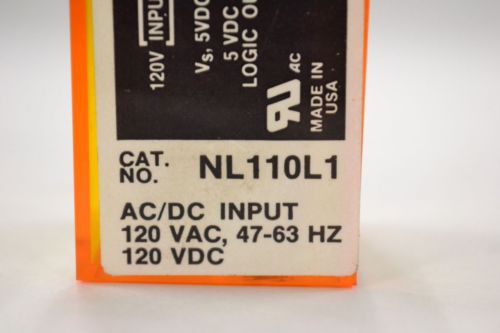 120V INPU
Vs, 5VDC
5 VDC
LOGIC O
AC
MADE IN
USA
CAT.
NO. NL110L1
AC/DC INPUT
120 VAC, 47-63 HZ
120 VDC